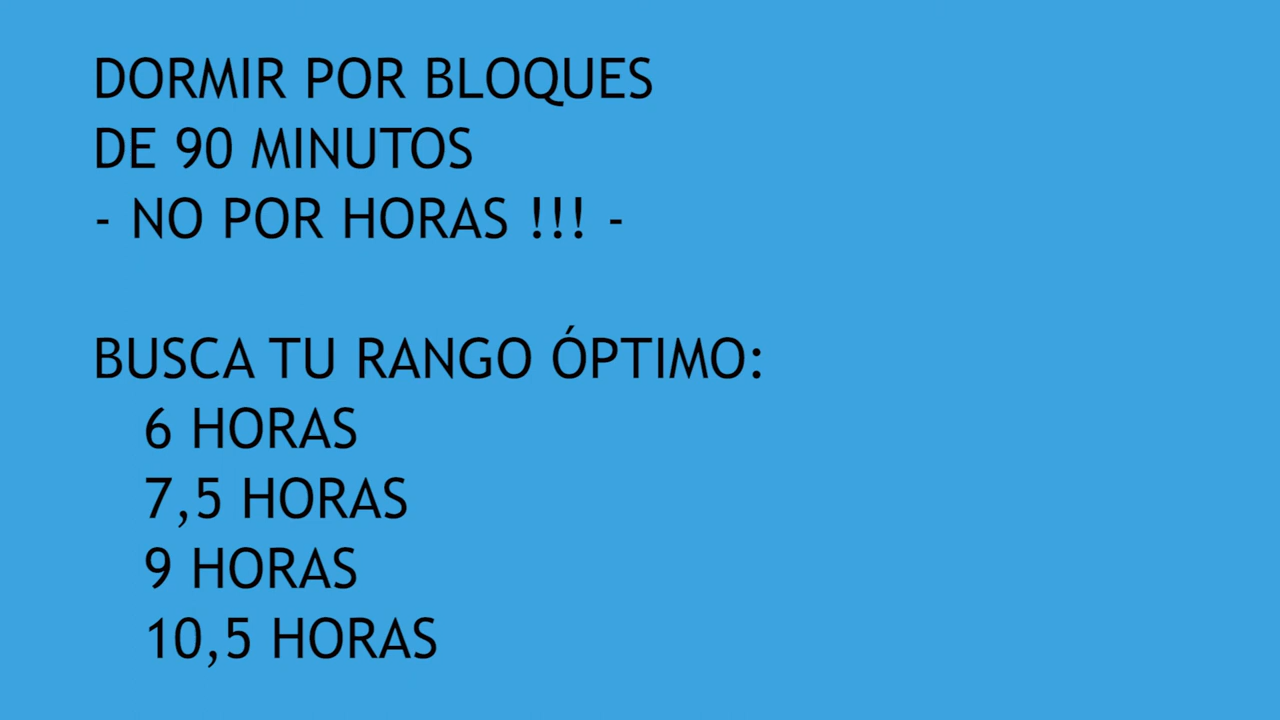 DORMIR POR BLOQUES
DE 90 MINUTOS
- NO POR HORAS !!! -
BUSCA TU RANGO ÓPTIMO:
6 HORAS
7,5 HORAS
9 HORAS
10,5 HORAS